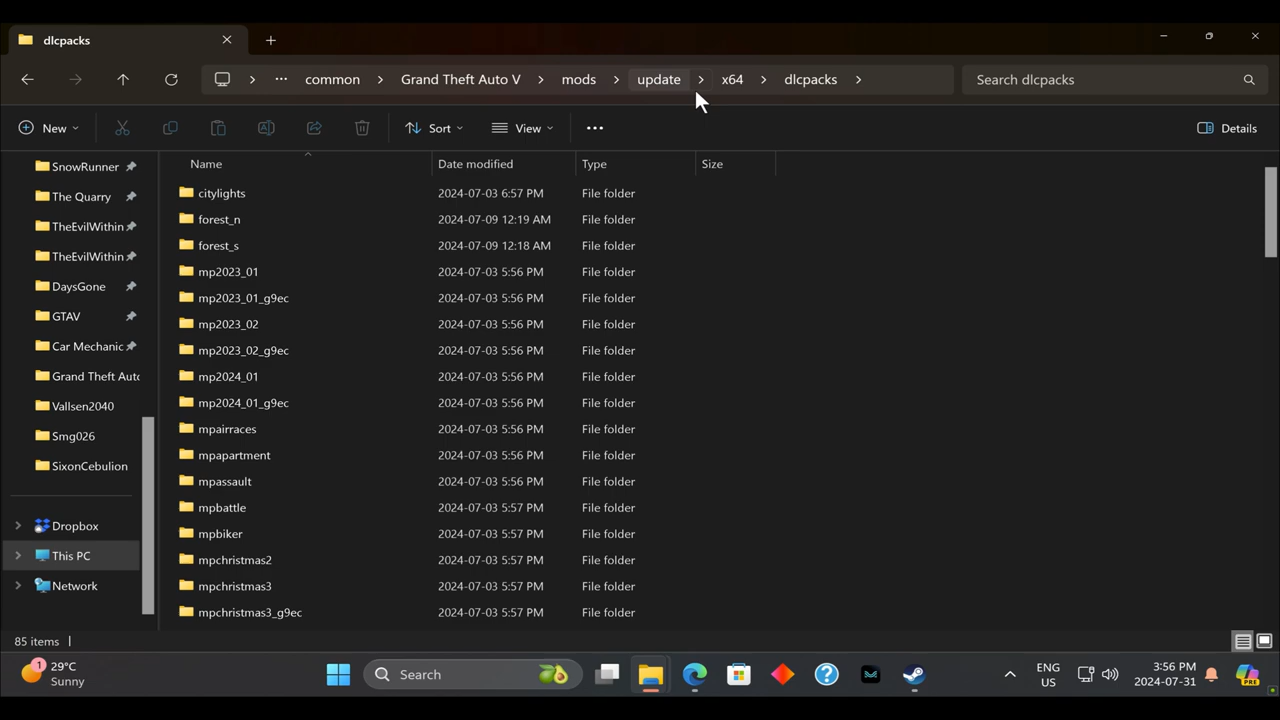 dlcpacks
common Grand Theft Auto V mods update x64 dlcpacks Search dlcpacks
New Sort View Details
Name Date modified Type Size
SnowRunner
The Quarry
TheEvilWithin
TheEvilWithin
DaysGone
GTAV
Car Mechanic
Grand Theft Auto
Vallsen2040
Smg026
SixonCebulion
Dropbox
This PC
Network
citylights 2024-07-03 6:57 PM File folder
forest_n 2024-07-09 12:19 AM File folder
forest_s 2024-07-09 12:18 AM File folder
mp2023_01 2024-07-03 5:56 PM File folder
mp2023_01_g9ec 2024-07-03 5:56 PM File folder
mp2023_02 2024-07-03 5:56 PM File folder
mp2023_02_g9ec 2024-07-03 5:56 PM File folder
mp2024_01 2024-07-03 5:56 PM File folder
mp2024_01_g9ec 2024-07-03 5:56 PM File folder
mpairraces 2024-07-03 5:56 PM File folder
mpapartment 2024-07-03 5:56 PM File folder
mpassault 2024-07-03 5:56 PM File folder
mpbattle 2024-07-03 5:57 PM File folder
mpbiker 2024-07-03 5:57 PM File folder
mpchristmas2 2024-07-03 5:57 PM File folder
mpchristmas3 2024-07-03 5:57 PM File folder
mpchristmas3_g9ec 2024-07-03 5:57 PM File folder
85 items
1 29°C
Sunny
Search
ENG
US
3:56 PM
2024-07-31
PRE